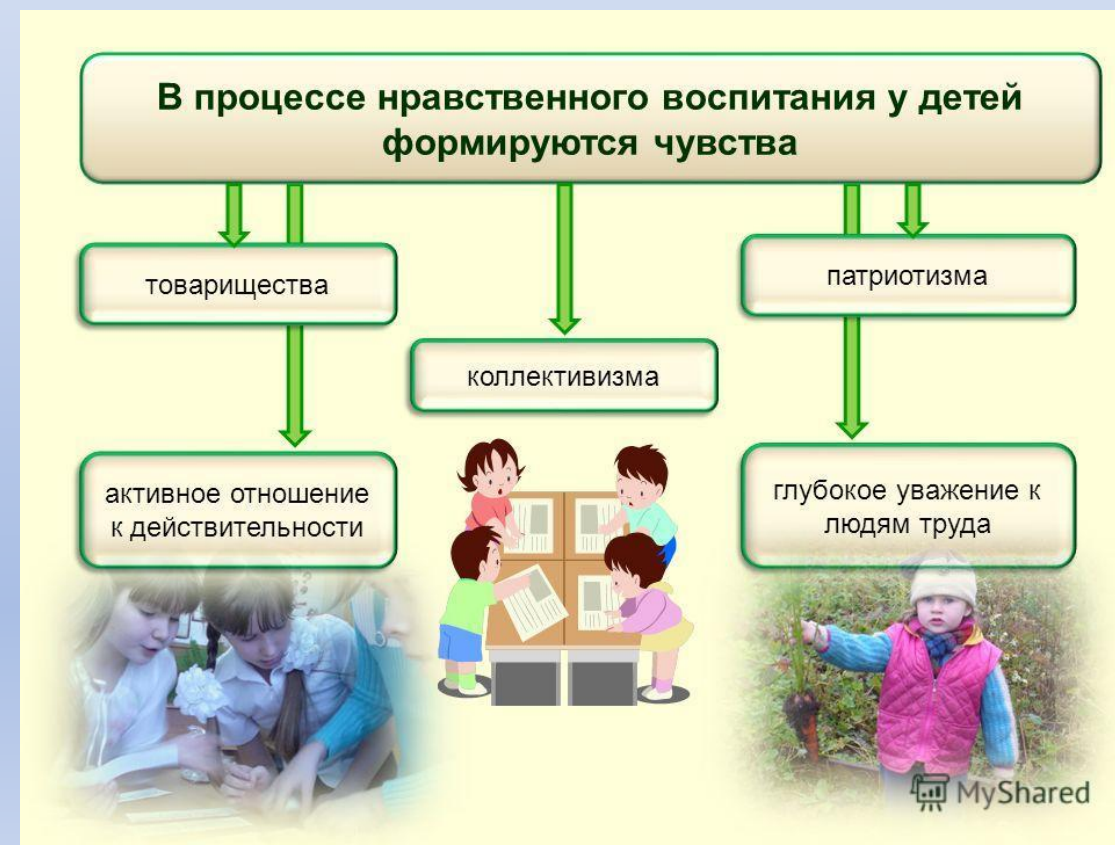 В процессе нравственного воспитания у детей
формируются чувства
товарищества
патриотизма
коллективизма
активное отношение
к действительности
глубокое уважение к
людям труда
MyShared